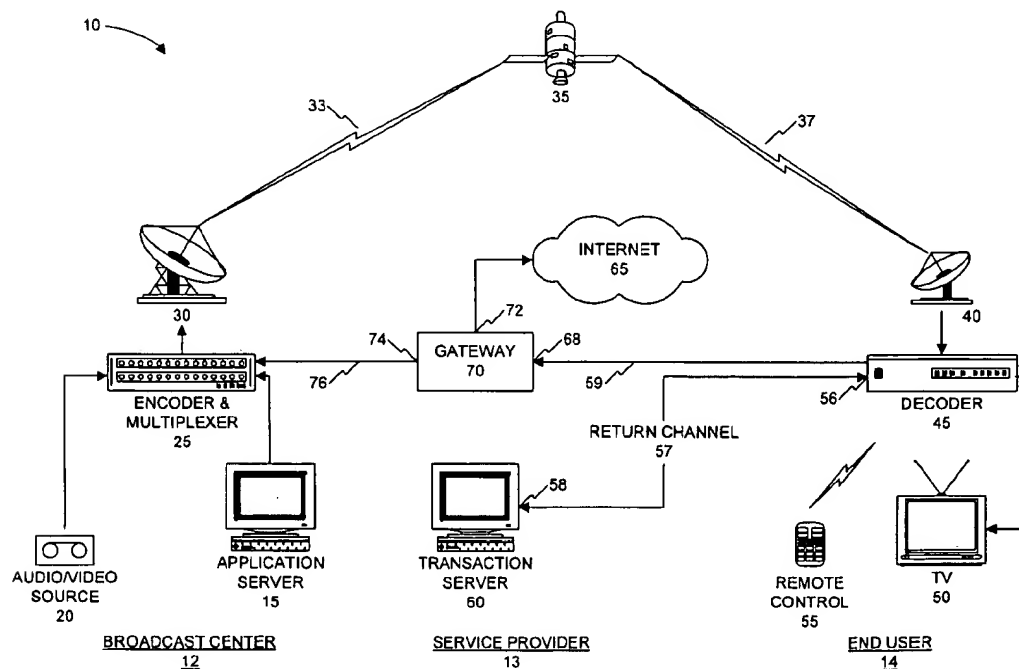 10
35
33
37
INTERNET
65
30
72
40
74
GATEWAY
70
68
76
59
56
ENCODER &
MULTIPLEXER
25
DECODER
45
RETURN CHANNEL
57
58
AUDIO/VIDEO
SOURCE
20
APPLICATION
SERVER
15
TRANSACTION
SERVER
60
REMOTE
CONTROL
55
TV
50
BROADCAST CENTER
12
SERVICE PROVIDER
13
END USER
14